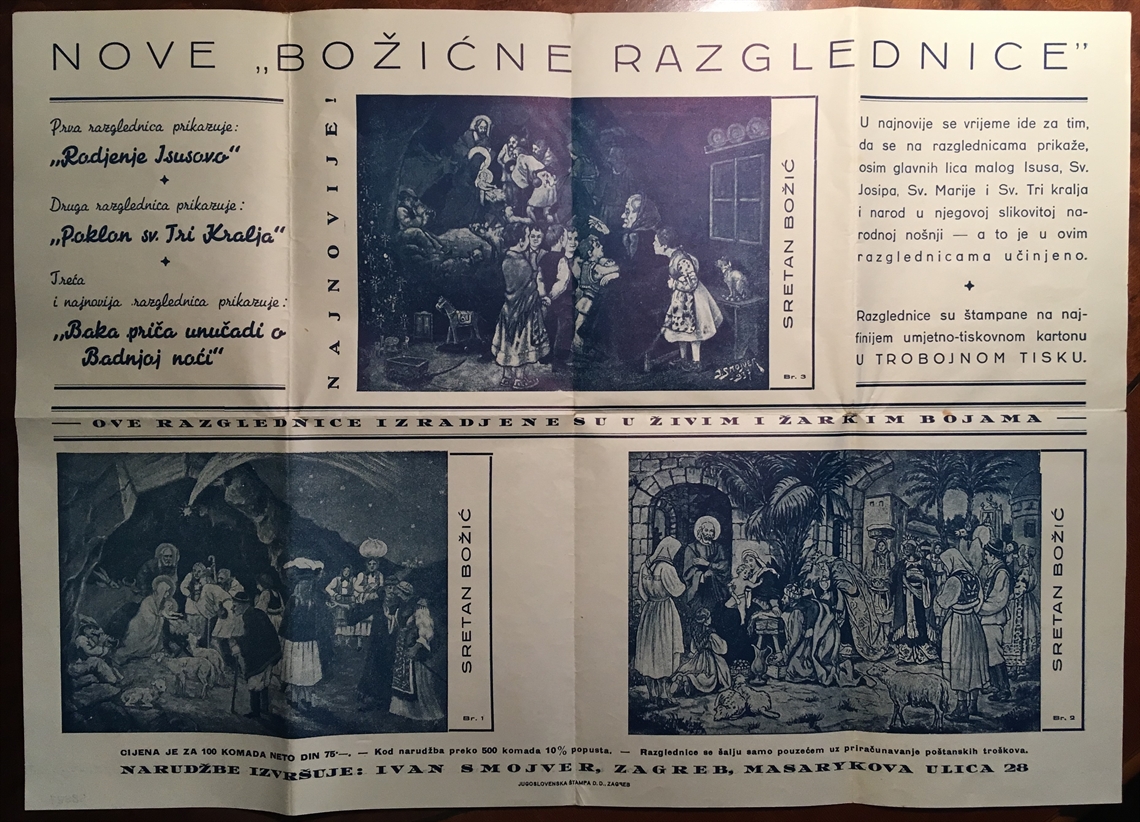 NOVE „BOŽIĆNE RAZGLEDNICE”
Prva razglednica prikazuje:
„Rodjenje Isusovo“
Druga razglednica prikazuje:
„Poklon sv. Tri Kralja“
Treća
i najnovija razglednica prikazuje:
„Baka priča unučadi o
Badnjoj noći“
NAJNOVIJE!
SRETAN BOŽIĆ
Br. 3
J SMOJVER
U najnovije se vrijeme ide za tim,
da se na razglednicama prikaže,
osim glavnih lica malog Isusa, Sv.
Josipa, Sv. Marije i Sv. Tri kralja
i narod u njegovoj slikovitoj na-
rodnoj nošnji — a to je u ovim
razglednicama učinjeno.
Razglednice su štampane na naj-
finijem umjetno-tiskovnom kartonu
U TROBOJNOM TISKU.
— OVE RAZGLEDNICE IZRADJENE SU U ŽIVIM I ŽARKIM BOJAMA —
SRETAN BOŽIĆ
Br. 1
SRETAN BOŽIĆ
Br. 2
CIJENA JE ZA 100 KOMADA NETO DIN 75·—. — Kod narudžba preko 500 komada 10% popusta. — Razglednice se šalju samo pouzećem uz priračunavanje poštanskih troškova.
NARUDŽBE IZVRŠUJE: IVAN SMOJVER, ZAGREB, MASARYKOVA ULICA 28
JUGOSLOVENSKA ŠTAMPA D. D., ZAGREB